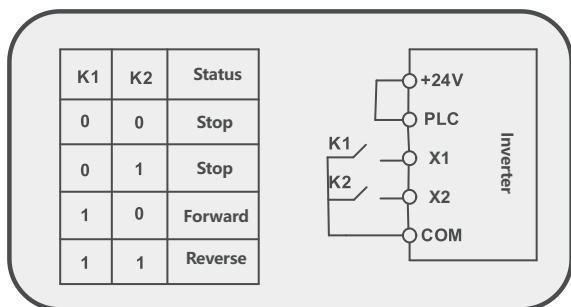 K1 K2 Status
0 0 Stop
0 1 Stop
1 0 Forward
1 1 Reverse
+24V
PLC
K1
X1
K2
X2
COM
Inverter